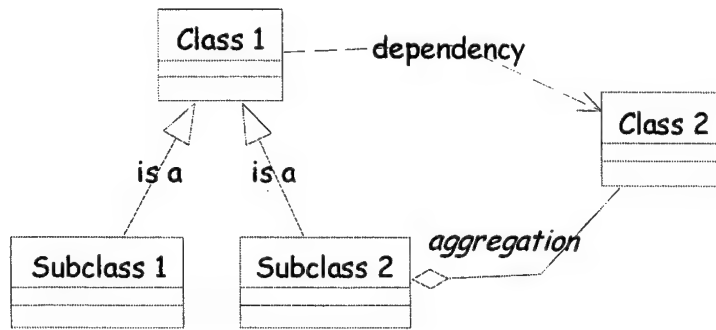 Class 1
dependency
Class 2
is a
is a
aggregation
Subclass 1
Subclass 2